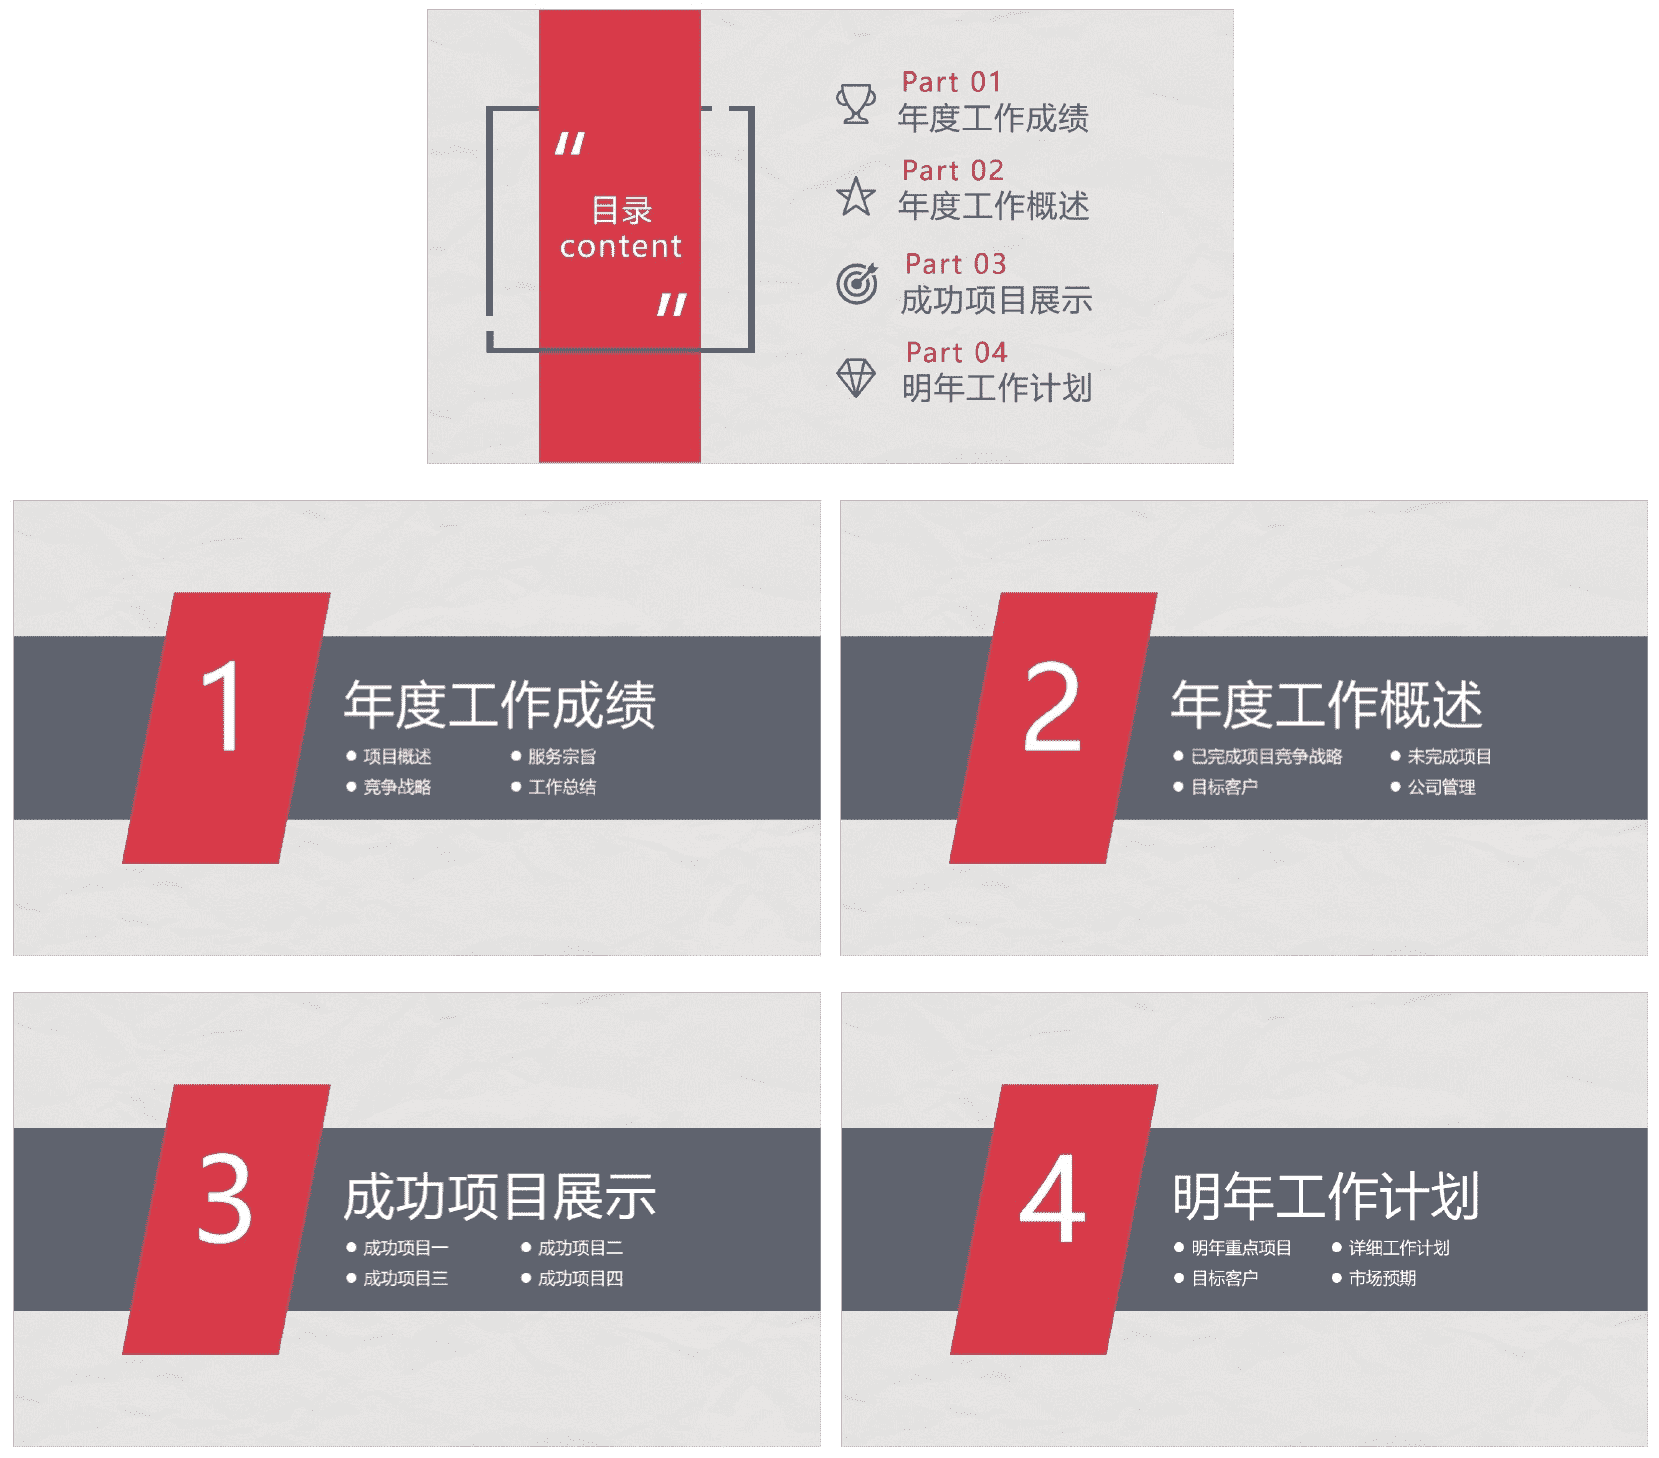 “
目录
content
”
Part 01
年度工作成绩
Part 02
年度工作概述
Part 03
成功项目展示
Part 04
明年工作计划
1
年度工作成绩
● 项目概述 ● 服务宗旨
● 竞争战略 ● 工作总结
2
年度工作概述
● 已完成项目竞争战略 ● 未完成项目
● 目标客户 ● 公司管理
3
成功项目展示
● 成功项目一 ● 成功项目二
● 成功项目三 ● 成功项目四
4
明年工作计划
● 明年重点项目 ● 详细工作计划
● 目标客户 ● 市场预期